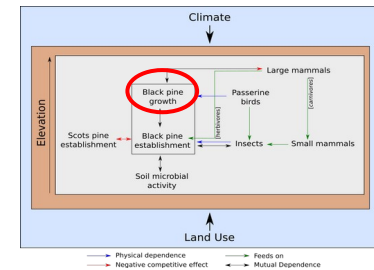 Climate
Elevation
Large mammals
Black pine
growth
Passerine
birds
[herbivores]
[carnivores]
Scots pine
establishment
Black pine
establishment
Insects
Small mammals
Soil microbial
activity
Land Use
Physical dependence
Feeds on
Negative competitive effect
Mutual Dependence